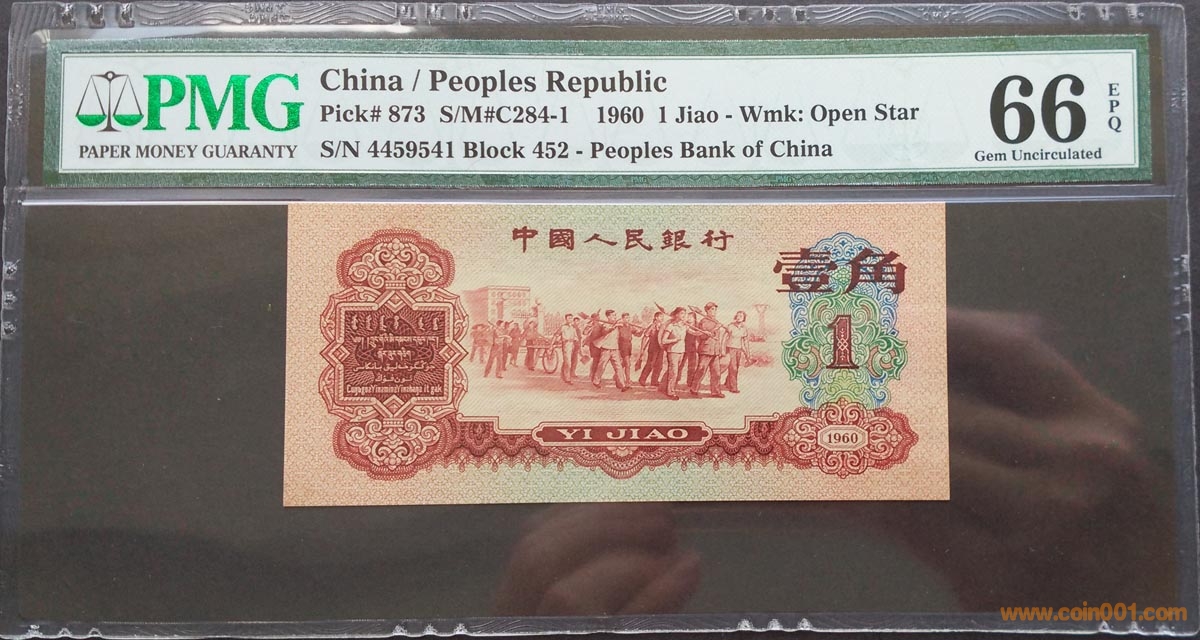 PMG
PAPER MONEY GUARANTY
China / Peoples Republic
Pick# 873 S/M#C284-1 1960 1 Jiao - Wmk: Open Star
S/N 4459541 Block 452 - Peoples Bank of China
66
EPQ
Gem Uncirculated
中國人民銀行
壹角
1
YI JIAO
1960
www.coin001.com